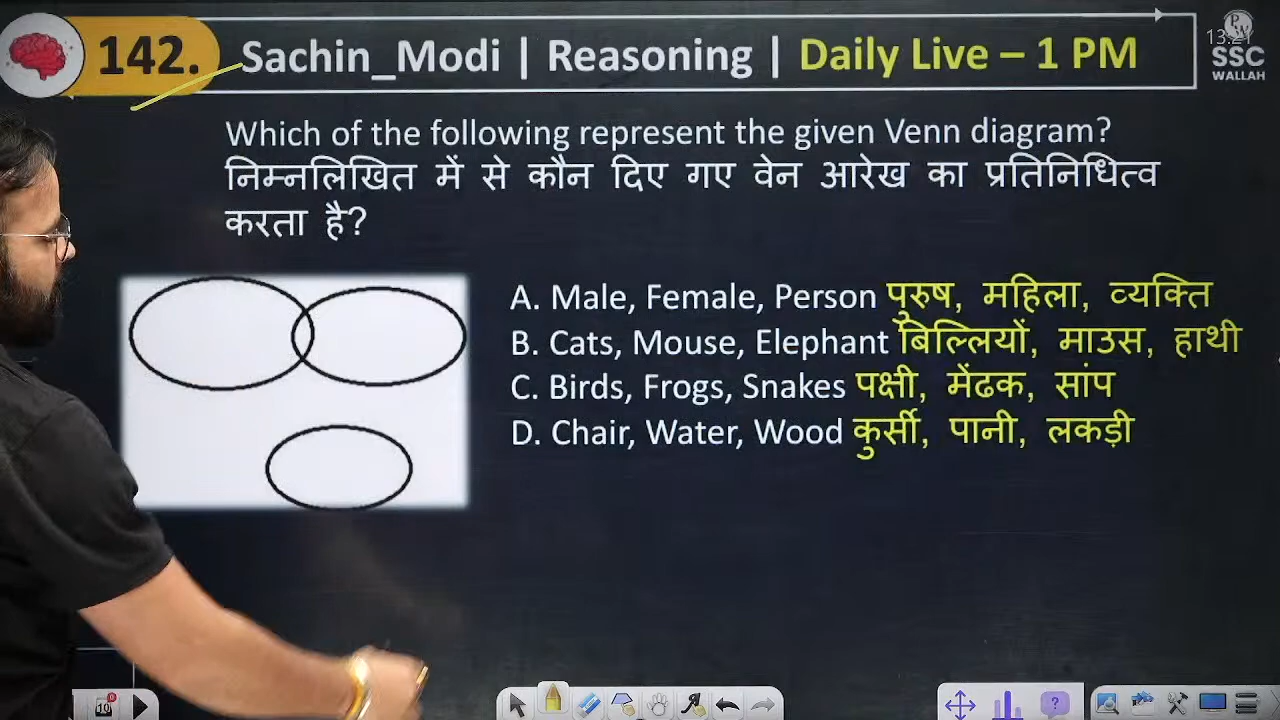 142. Sachin_Modi | Reasoning | Daily Live – 1 PM
SSC
WALLAH
Which of the following represent the given Venn diagram?
निम्नलिखित में से कौन दिए गए वेन आरेख का प्रतिनिधित्व
करता है?
A. Male, Female, Person पुरुष, महिला, व्यक्ति
B. Cats, Mouse, Elephant बिल्लियों, माउस, हाथी
C. Birds, Frogs, Snakes पक्षी, मेंढक, सांप
D. Chair, Water, Wood कुर्सी, पानी, लकड़ी